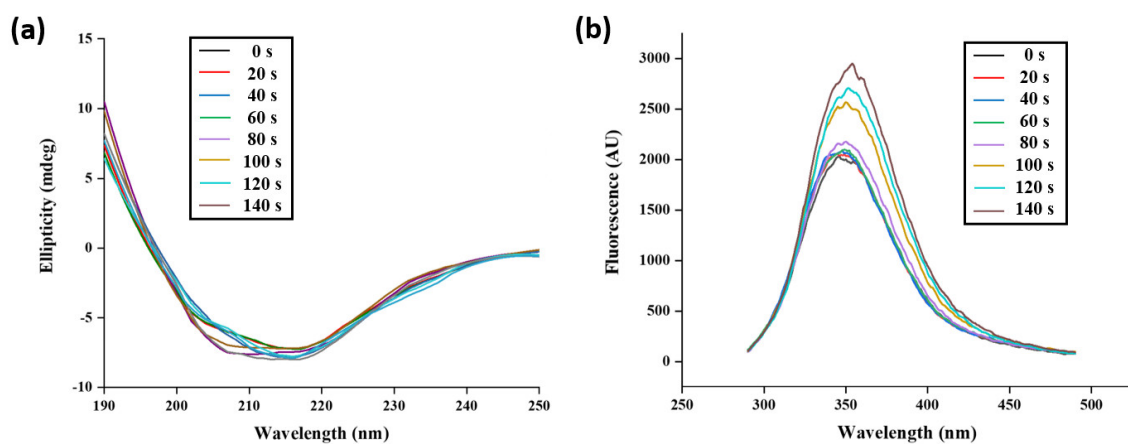 (a)
15
10
5
0
-5
-10
Ellipticity (mdeg)
190 200 210 220 230 240 250
Wavelength (nm)
0 s
20 s
40 s
60 s
80 s
100 s
120 s
140 s
(b)
3000
2500
2000
1500
1000
500
0
Fluorescence (AU)
250 300 350 400 450 500
Wavelength (nm)
0 s
20 s
40 s
60 s
80 s
100 s
120 s
140 s